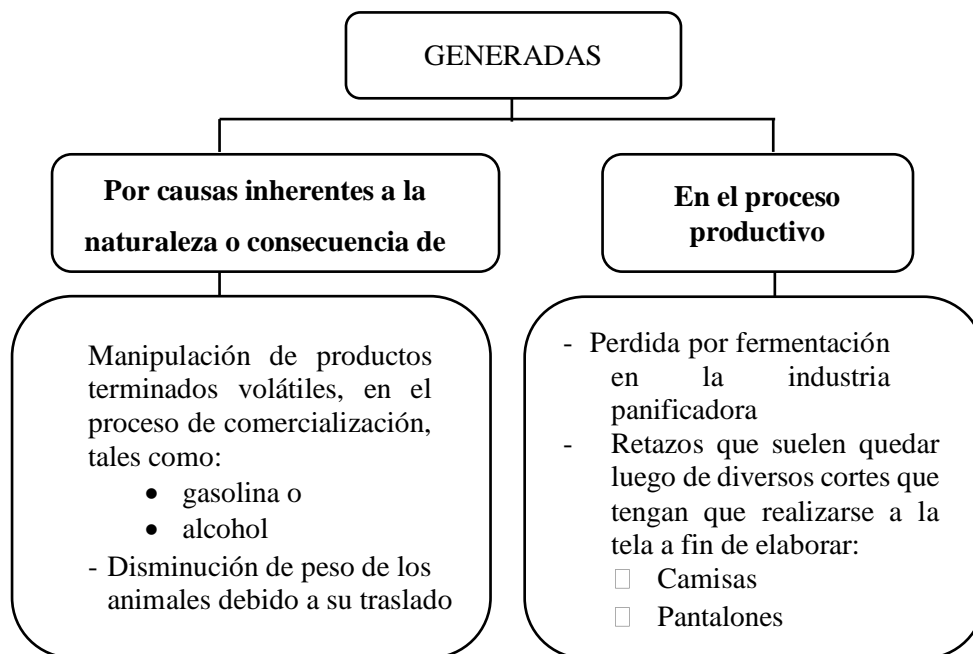 GENERADAS
Por causas inherentes a la
naturaleza o consecuencia de
En el proceso
productivo
Manipulación de productos
terminados volátiles, en el
proceso de comercialización,
tales como:
• gasolina o
• alcohol
- Disminución de peso de los
animales debido a su traslado
- Perdida por fermentación
en la industria
panificadora
- Retazos que suelen quedar
luego de diversos cortes que
tengan que realizarse a la
tela a fin de elaborar:
□ Camisas
□ Pantalones